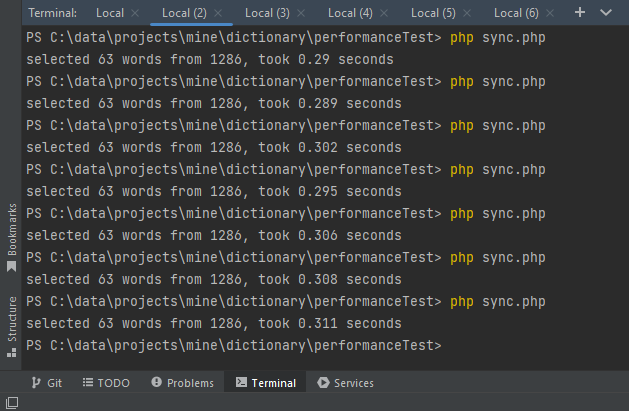 Terminal: Local Local (2) Local (3) Local (4) Local (5) Local (6)
PS C:\data\projects\mine\dictionary\performanceTest> php sync.php
selected 63 words from 1286, took 0.29 seconds
PS C:\data\projects\mine\dictionary\performanceTest> php sync.php
selected 63 words from 1286, took 0.289 seconds
PS C:\data\projects\mine\dictionary\performanceTest> php sync.php
selected 63 words from 1286, took 0.302 seconds
PS C:\data\projects\mine\dictionary\performanceTest> php sync.php
selected 63 words from 1286, took 0.295 seconds
PS C:\data\projects\mine\dictionary\performanceTest> php sync.php
selected 63 words from 1286, took 0.306 seconds
PS C:\data\projects\mine\dictionary\performanceTest> php sync.php
selected 63 words from 1286, took 0.308 seconds
PS C:\data\projects\mine\dictionary\performanceTest> php sync.php
selected 63 words from 1286, took 0.311 seconds
PS C:\data\projects\mine\dictionary\performanceTest>
Bookmarks
Structure
Git TODO Problems Terminal Services